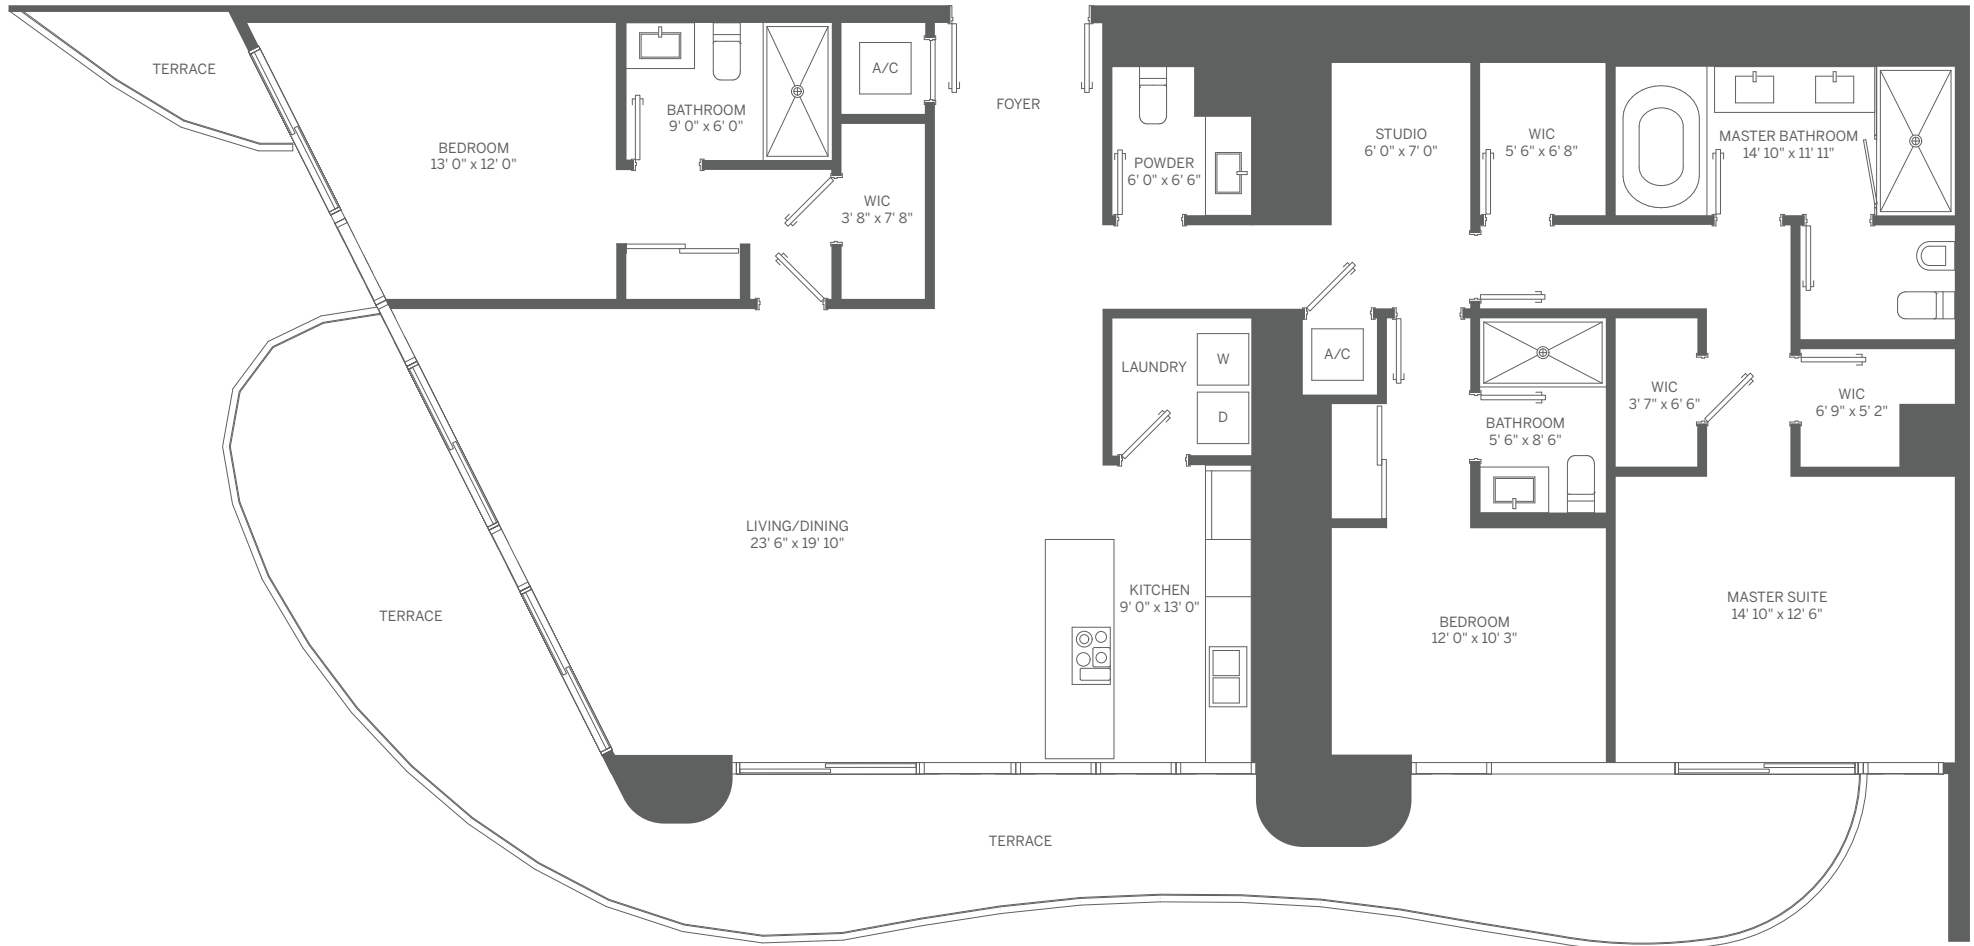 TERRACE
BEDROOM
13' 0" x 12' 0"
BATHROOM
9' 0" x 6' 0"
A/C
WIC
3' 8" x 7' 8"
FOYER
POWDER
6' 0" x 6' 6"
STUDIO
6' 0" x 7' 0"
WIC
5' 6" x 6' 8"
MASTER BATHROOM
14' 10" x 11' 11"
LAUNDRY
W
D
A/C
BATHROOM
5' 6" x 8' 6"
WIC
3' 7" x 6' 6"
WIC
6' 9" x 5' 2"
TERRACE
LIVING/DINING
23' 6" x 19' 10"
KITCHEN
9' 0" x 13' 0"
BEDROOM
12' 0" x 10' 3"
MASTER SUITE
14' 10" x 12' 6"
TERRACE